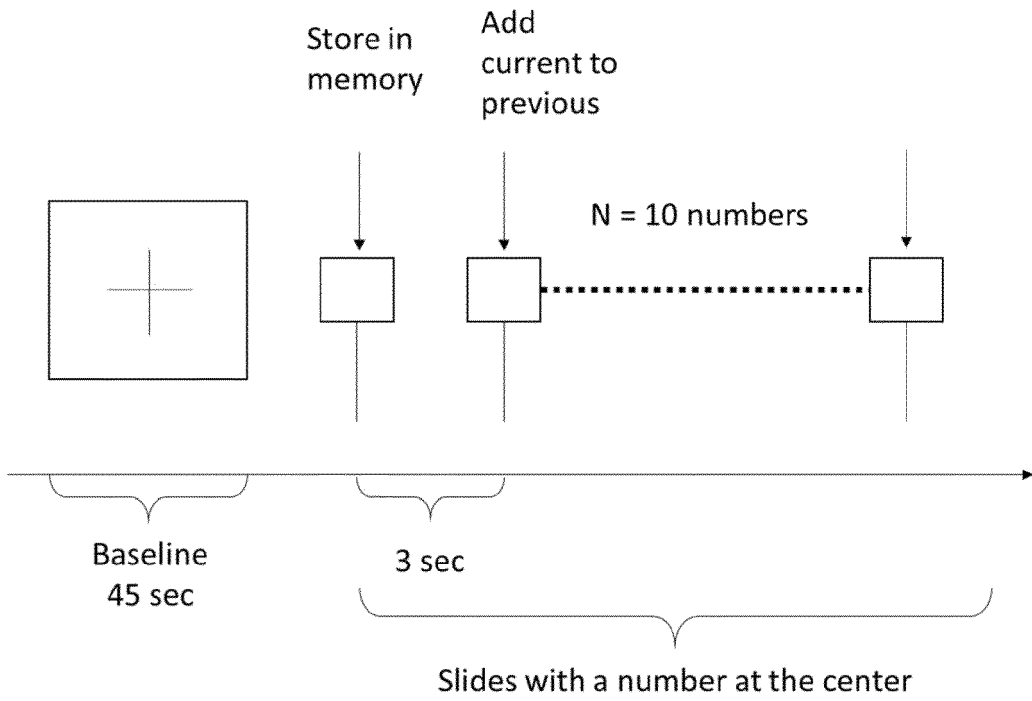 Store in
memory
Add
current to
previous
N = 10 numbers
Baseline
45 sec
3 sec
Slides with a number at the center